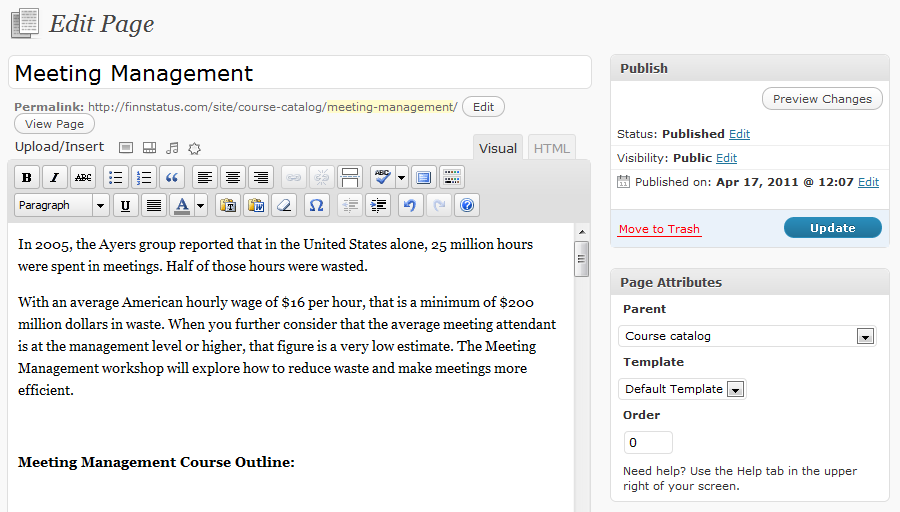 Edit Page
Meeting Management
Permalink: http://finnstatus.com/site/course-catalog/meeting-management/ Edit
View Page
Upload/Insert
Visual
HTML
B I ABC ABC
Paragraph U A
In 2005, the Ayers group reported that in the United States alone, 25 million hours
were spent in meetings. Half of those hours were wasted.
With an average American hourly wage of $16 per hour, that is a minimum of $200
million dollars in waste. When you further consider that the average meeting attendant
is at the management level or higher, that figure is a very low estimate. The Meeting
Management workshop will explore how to reduce waste and make meetings more
efficient.
Meeting Management Course Outline:
Publish
Preview Changes
Status: Published Edit
Visibility: Public Edit
Published on: Apr 17, 2011 @ 12:07 Edit
Move to Trash
Update
Page Attributes
Parent
Course catalog
Template
Default Template
Order
0
Need help? Use the Help tab in the upper
right of your screen.